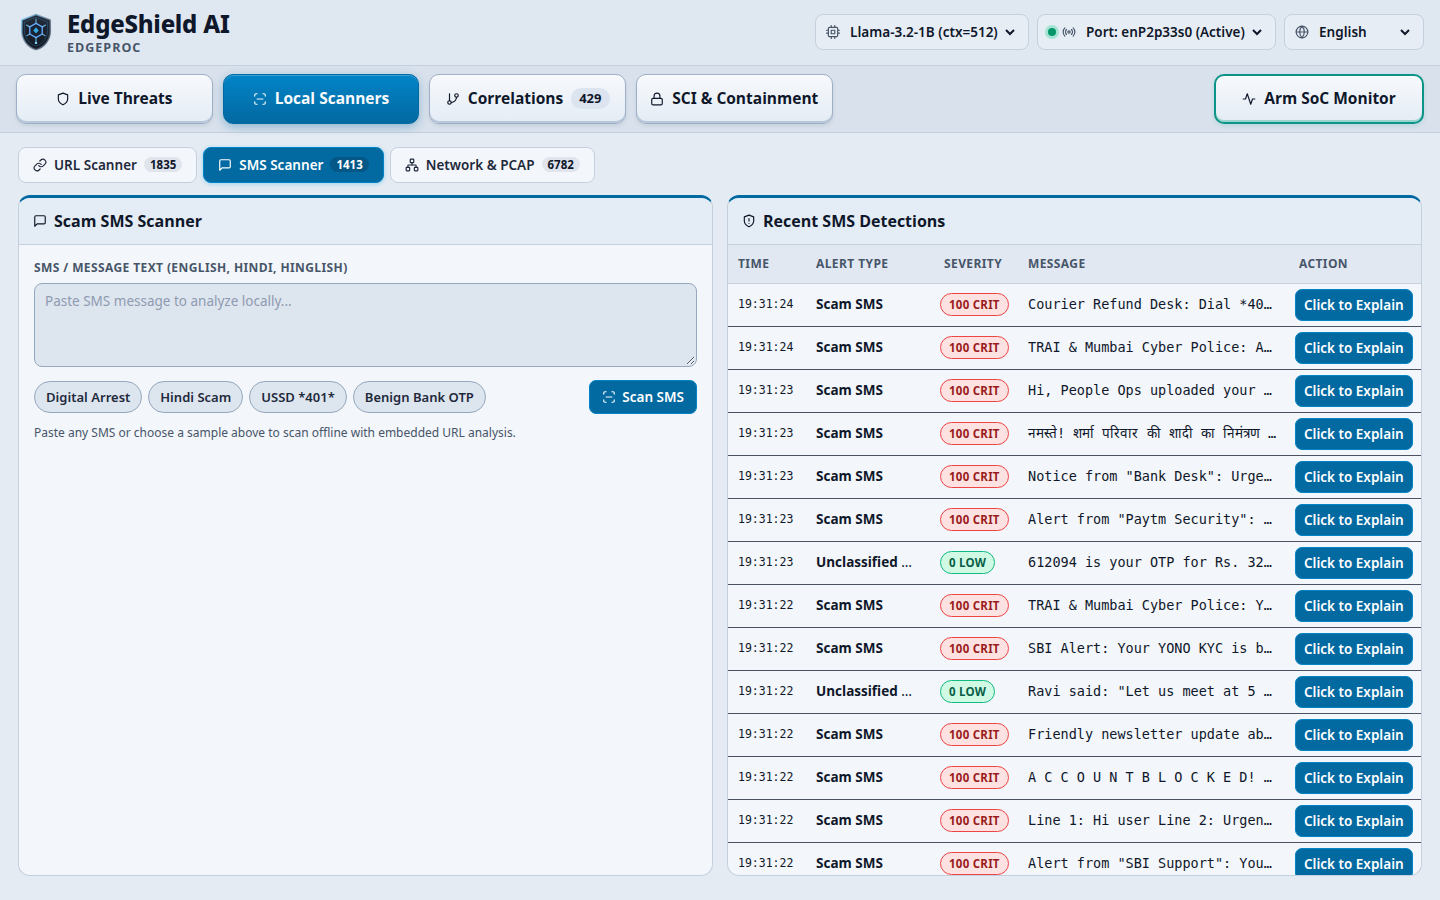 EdgeShield AI
EDGEPROC
Llama-3.2-1B (ctx=512)
Port: enP2p33s0 (Active)
English
Live Threats
Local Scanners
Correlations 429
SCI & Containment
Arm SoC Monitor
URL Scanner 1835
SMS Scanner 1413
Network & PCAP 6782
Scam SMS Scanner
SMS / MESSAGE TEXT (ENGLISH, HINDI, HINGLISH)
Paste SMS message to analyze locally...
Digital Arrest
Hindi Scam
USSD *401*
Benign Bank OTP
Scan SMS
Paste any SMS or choose a sample above to scan offline with embedded URL analysis.
Recent SMS Detections
TIME ALERT TYPE SEVERITY MESSAGE ACTION
19:31:24 Scam SMS 100 CRIT Courier Refund Desk: Dial *40… Click to Explain
19:31:24 Scam SMS 100 CRIT TRAI & Mumbai Cyber Police: A… Click to Explain
19:31:23 Scam SMS 100 CRIT Hi, People Ops uploaded your … Click to Explain
19:31:23 Scam SMS 100 CRIT नमस्ते! शर्मा परिवार की शादी का निमंत्रण … Click to Explain
19:31:23 Scam SMS 100 CRIT Notice from "Bank Desk": Urge… Click to Explain
19:31:23 Scam SMS 100 CRIT Alert from "Paytm Security": … Click to Explain
19:31:23 Unclassified … 0 LOW 612094 is your OTP for Rs. 32… Click to Explain
19:31:22 Scam SMS 100 CRIT TRAI & Mumbai Cyber Police: Y… Click to Explain
19:31:22 Scam SMS 100 CRIT SBI Alert: Your YONO KYC is b… Click to Explain
19:31:22 Unclassified … 0 LOW Ravi said: "Let us meet at 5 … Click to Explain
19:31:22 Scam SMS 100 CRIT Friendly newsletter update ab… Click to Explain
19:31:22 Scam SMS 100 CRIT A C C O U N T B L O C K E D! … Click to Explain
19:31:22 Scam SMS 100 CRIT Line 1: Hi user Line 2: Urgen… Click to Explain
19:31:22 Scam SMS 100 CRIT Alert from "SBI Support": You… Click to Explain